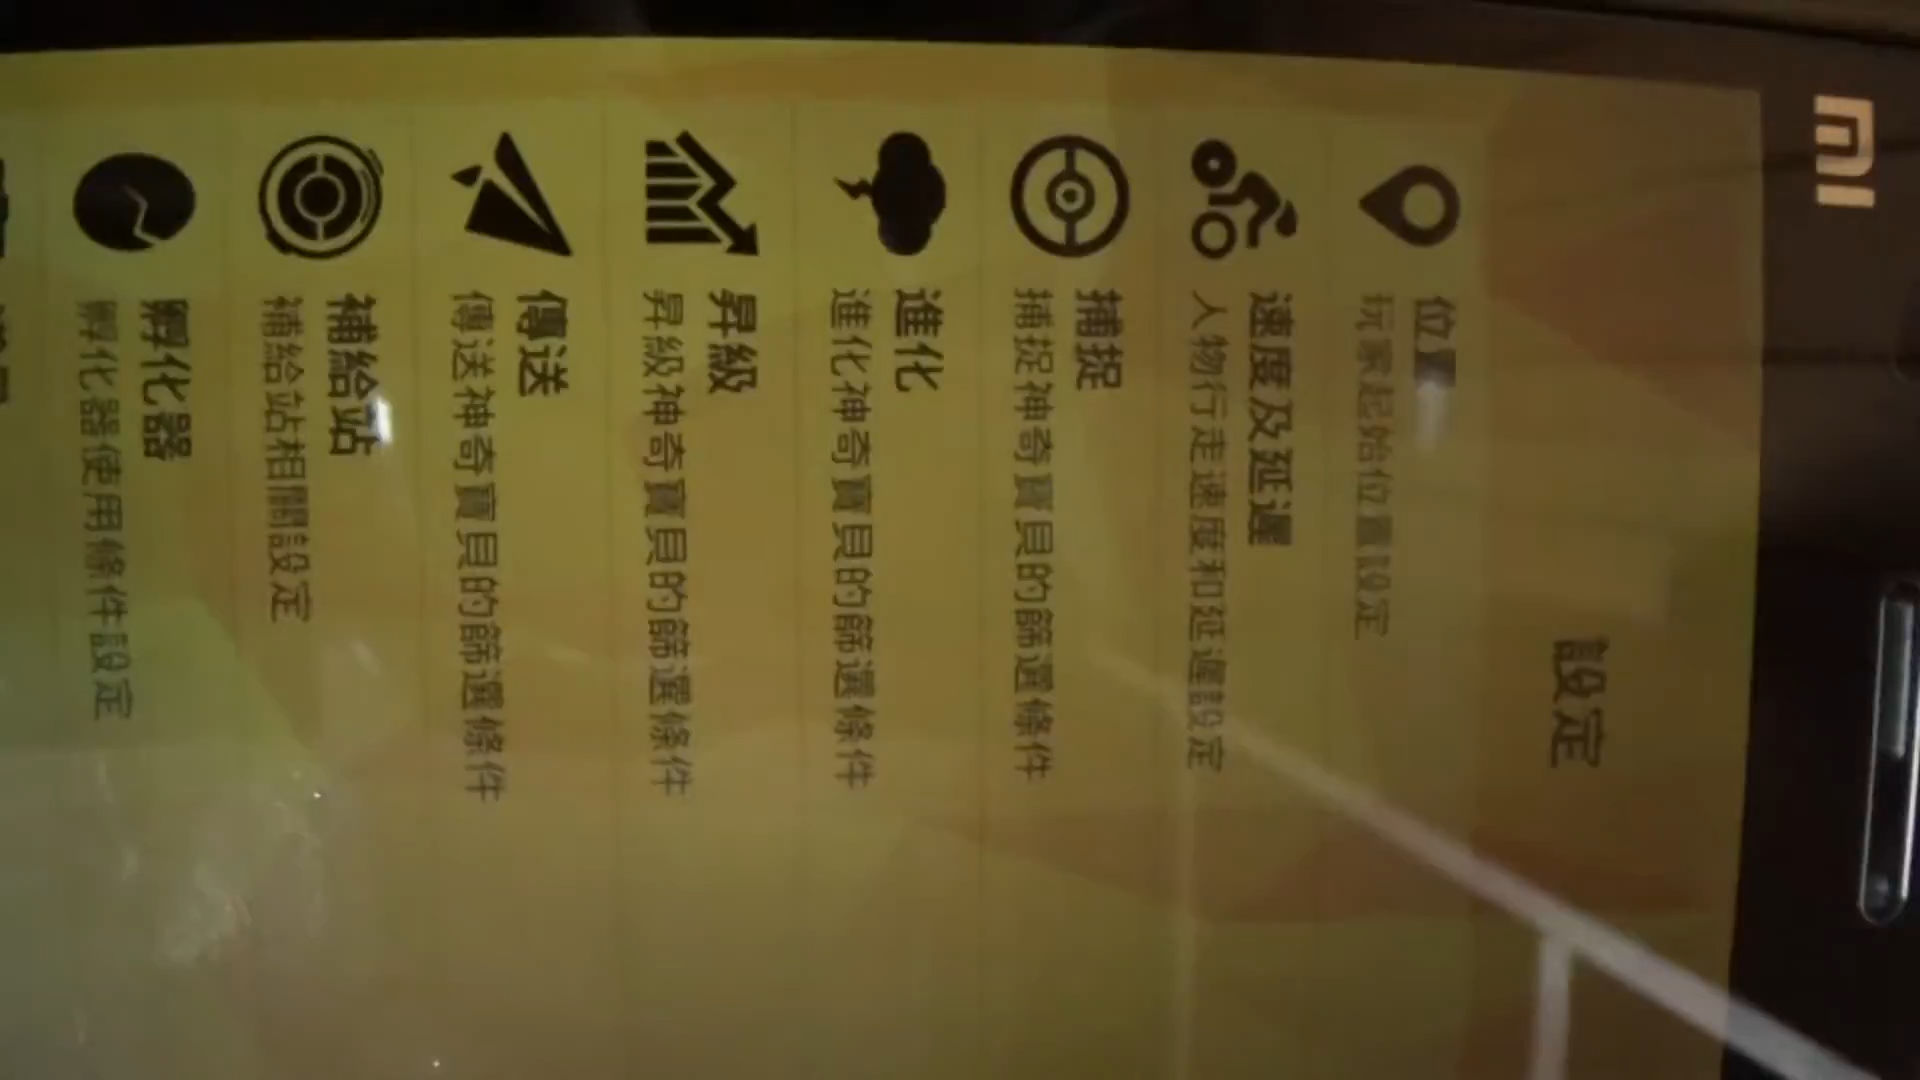 MI
設定
位置
玩家起始位置設定
速度及延遲
人物行走速度和延遲設定
捕捉
捕捉神奇寶貝的篩選條件
進化
進化神奇寶貝的篩選條件
昇級
昇級神奇寶貝的篩選條件
傳送
傳送神奇寶貝的篩選條件
補給站
補給站相關設定
孵化器
孵化器使用條件設定